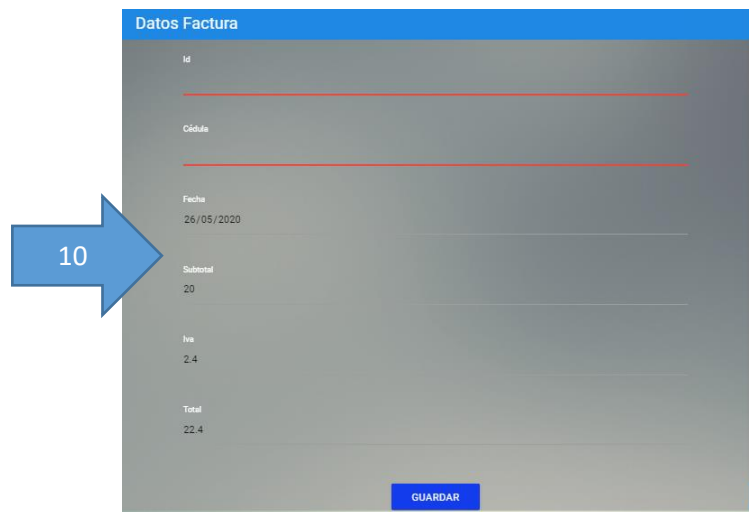 Datos Factura
Id
Cédula
Fecha
26/05/2020
10
Subtotal
20
Iva
2.4
Total
22.4
GUARDAR